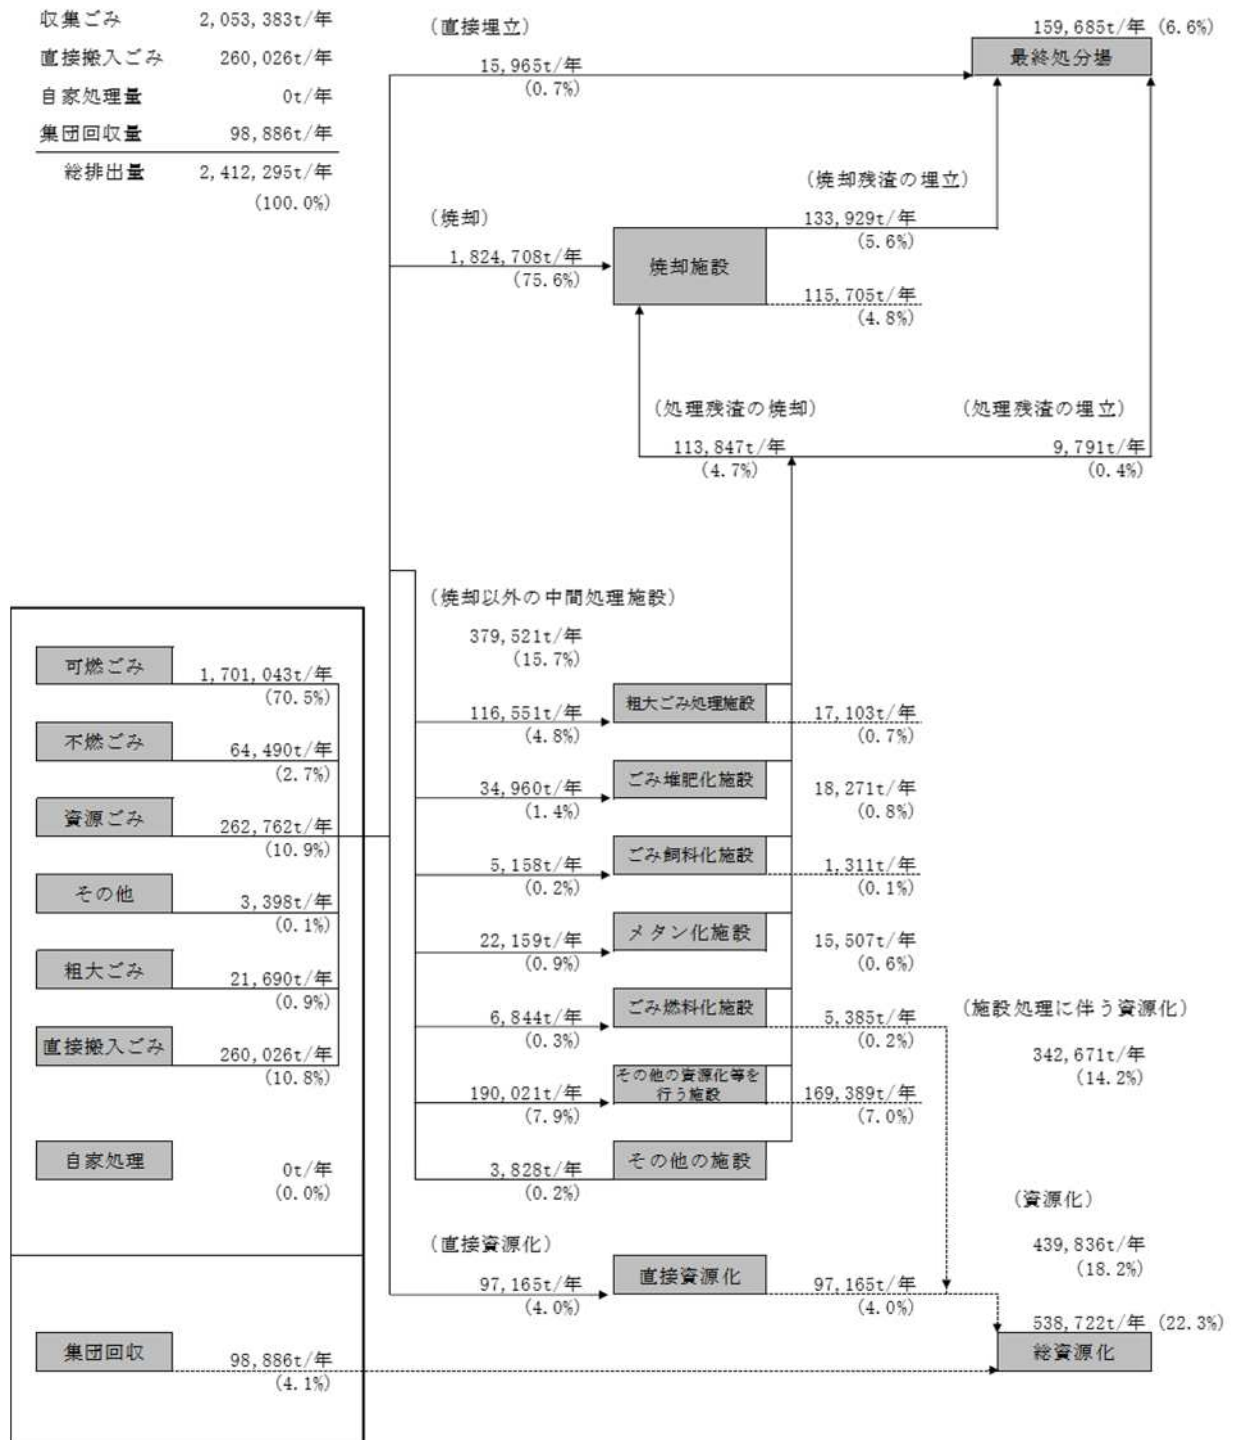 収集ごみ 2,053,383t/年
直接搬入ごみ 260,026t/年
自家処理量 0t/年
集団回収量 98,886t/年
総排出量 2,412,295t/年
(100.0%)
(直接埋立)
15,965t/年
(0.7%)
159,685t/年 (6.6%)
最終処分場
(焼却残渣の埋立)
133,929t/年
(5.6%)
(焼却)
1,824,708t/年
(75.6%)
焼却施設
115,705t/年
(4.8%)
(処理残渣の焼却)
113,847t/年
(4.7%)
(処理残渣の埋立)
9,791t/年
(0.4%)
(焼却以外の中間処理施設)
379,521t/年
(15.7%)
可燃ごみ
1,701,043t/年
(70.5%)
不燃ごみ
64,490t/年
(2.7%)
資源ごみ
262,762t/年
(10.9%)
その他
3,398t/年
(0.1%)
粗大ごみ
21,690t/年
(0.9%)
直接搬入ごみ
260,026t/年
(10.8%)
自家処理
0t/年
(0.0%)
集団回収
98,886t/年
(4.1%)
116,551t/年
(4.8%)
粗大ごみ処理施設
17,103t/年
(0.7%)
34,960t/年
(1.4%)
ごみ堆肥化施設
18,271t/年
(0.8%)
5,158t/年
(0.2%)
ごみ飼料化施設
1,311t/年
(0.1%)
22,159t/年
(0.9%)
メタン化施設
15,507t/年
(0.6%)
6,844t/年
(0.3%)
ごみ燃料化施設
5,385t/年
(0.2%)
190,021t/年
(7.9%)
その他の資源化等を
行う施設
169,389t/年
(7.0%)
3,828t/年
(0.2%)
その他の施設
(施設処理に伴う資源化)
342,671t/年
(14.2%)
(直接資源化)
97,165t/年
(4.0%)
直接資源化
97,165t/年
(4.0%)
(資源化)
439,836t/年
(18.2%)
538,722t/年 (22.3%)
総資源化